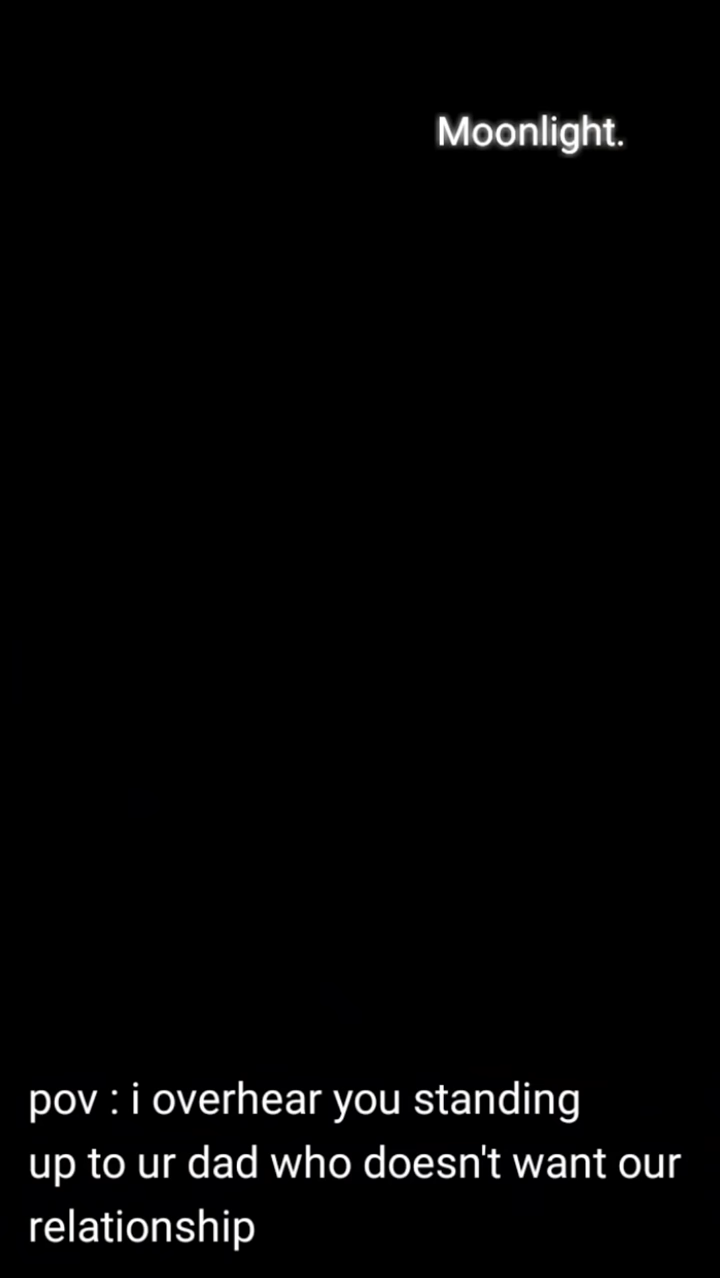 Moonlight.
pov : i overhear you standing
up to ur dad who doesn't want our
relationship